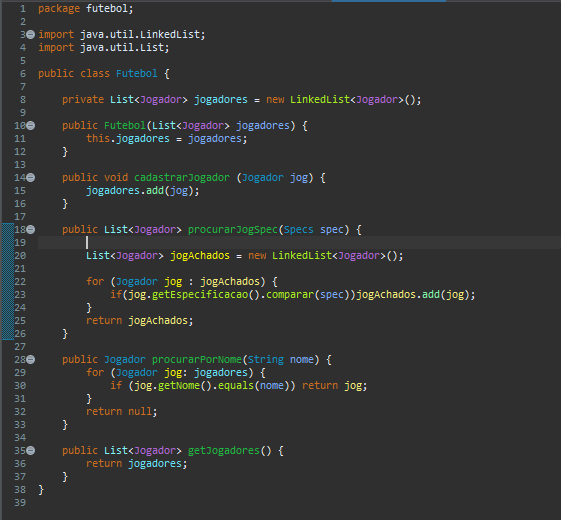 1 package futebol;
2
3 import java.util.LinkedList;
4 import java.util.List;
5
6 public class Futebol {
7
8 private List<Jogador> jogadores = new LinkedList<Jogador>();
9
10 public Futebol(List<Jogador> jogadores) {
11 this.jogadores = jogadores;
12 }
13
14 public void cadastrarJogador (Jogador jog) {
15 jogadores.add(jog);
16 }
17
18 public List<Jogador> procurarJogSpec(Specs spec) {
19
20 List<Jogador> jogAchados = new LinkedList<Jogador>();
21
22 for (Jogador jog : jogAchados) {
23 if(jog.getEspecificacao().comparar(spec))jogAchados.add(jog);
24 }
25 return jogAchados;
26 }
27
28 public Jogador procurarPorNome(String nome) {
29 for (Jogador jog: jogadores) {
30 if (jog.getNome().equals(nome)) return jog;
31 }
32 return null;
33 }
34
35 public List<Jogador> getJogadores() {
36 return jogadores;
37 }
38 }
39